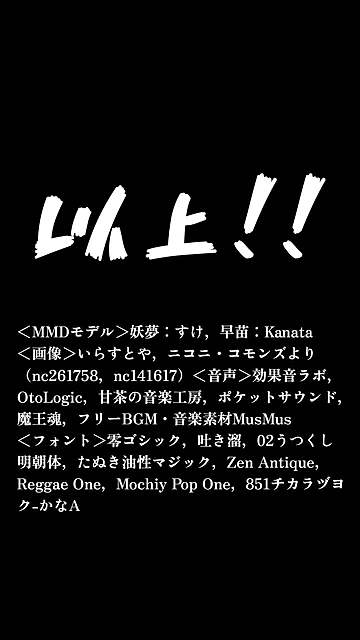 以上!!
＜MMDモデル＞妖夢：すけ，早苗：Kanata
＜画像＞いらすとや，ニコニ・コモンズより
（nc261758，nc141617）＜音声＞効果音ラボ，
OtoLogic，甘茶の音楽工房，ポケットサウンド，
魔王魂，フリーBGM・音楽素材MusMus
＜フォント＞零ゴシック，吐き溜，02うつくし
明朝体，たぬき油性マジック，Zen Antique，
Reggae One，Mochiy Pop One，851チカラヅヨ
ク-かなA